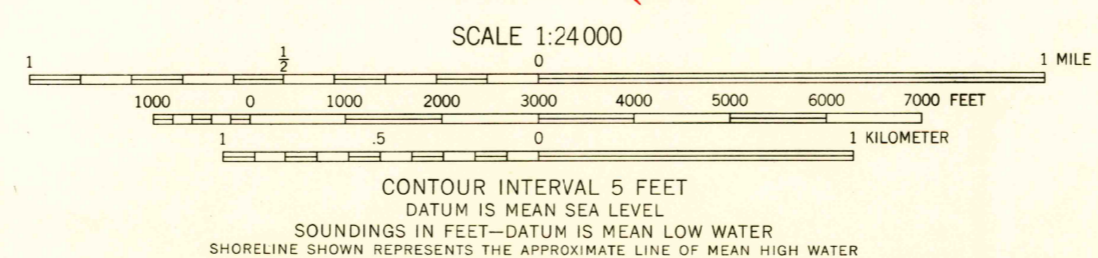 SCALE 1:24 000
1 1/2 0 1 MILE
1000 0 1000 2000 3000 4000 5000 6000 7000 FEET
1 .5 0 1 KILOMETER
CONTOUR INTERVAL 5 FEET
DATUM IS MEAN SEA LEVEL
SOUNDINGS IN FEET—DATUM IS MEAN LOW WATER
SHORELINE SHOWN REPRESENTS THE APPROXIMATE LINE OF MEAN HIGH WATER